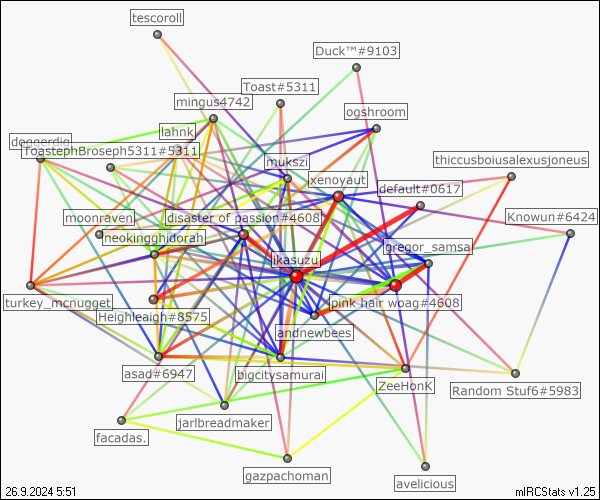 tescoroll
Duck™#9103
Toast#5311
mingus4742
ogshroom
lahnk
doggerdig
ToastephBroseph5311#5311
thiccusboiusalexusjoneus
mukszi
xenoyaut
default#0617
moonraven
disaster of passion#4608
Knowun#6424
neokingghidorah
gregor_samsa
likasuzu
turkey_mcnugget
pink hair woag#4608
Heighleaigh#8575
andnewbees
asad#6947
bigcitysamurai
ZeeHonK
Random Stuf6#5983
jarlbreadmaker
facadas.
gazpachoman
avelicious
26.9.2024 5:51
mIRCStats v1.25